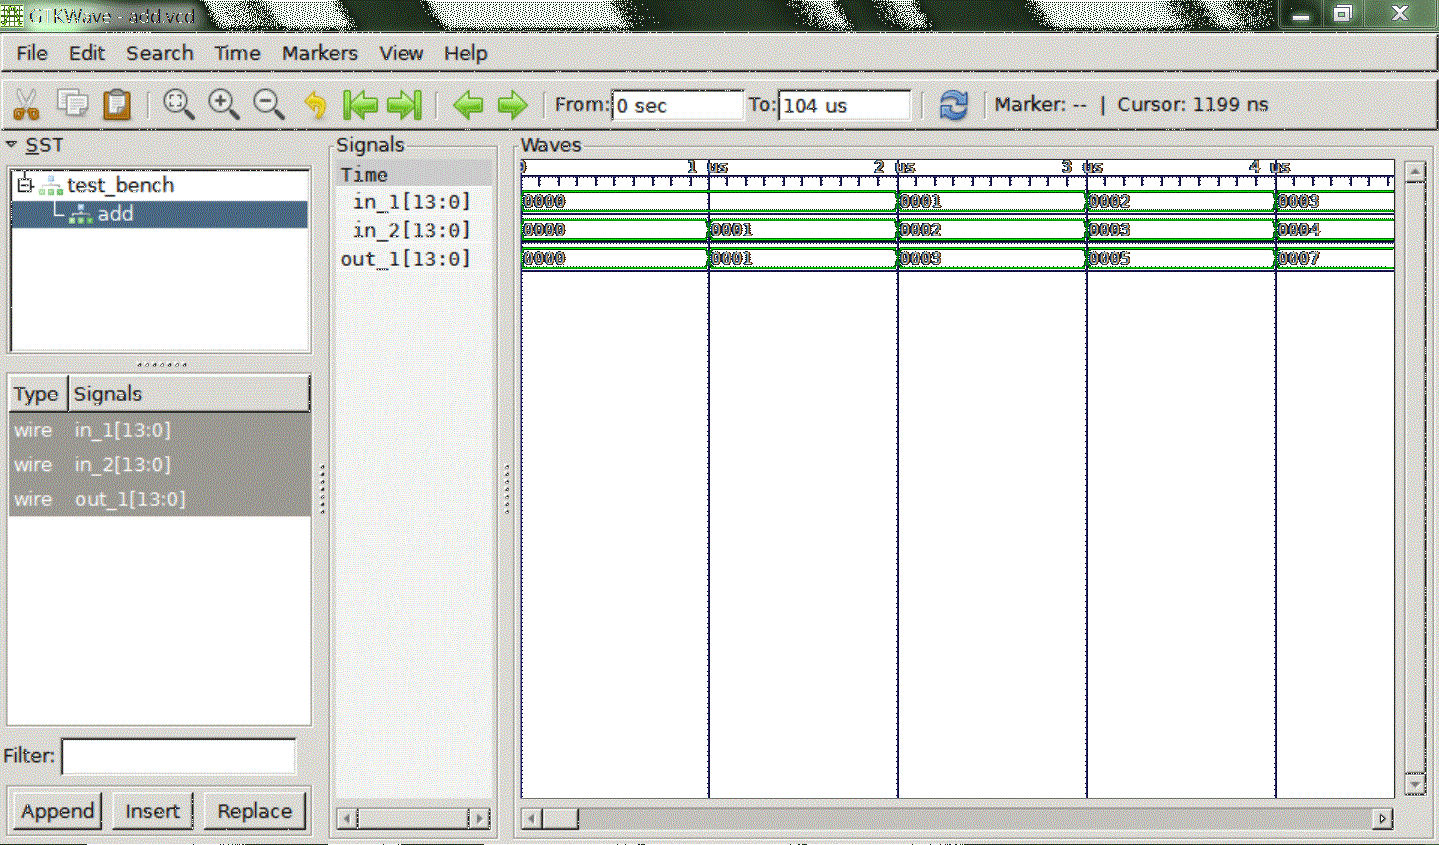 GTKWave - add.vcd
File Edit Search Time Markers View Help
From: 0 sec To: 104 us Marker: -- | Cursor: 1199 ns
SST
test_bench
add
Type Signals
wire in_1[13:0]
wire in_2[13:0]
wire out_1[13:0]
Filter:
Append Insert Replace
Signals
Time
in_1[13:0]
in_2[13:0]
out_1[13:0]
Waves
0 1 us 2 us 3 us 4 us
0000 0001 0002 0003
0000 0001 0002 0003 0004
0000 0001 0003 0005 0007